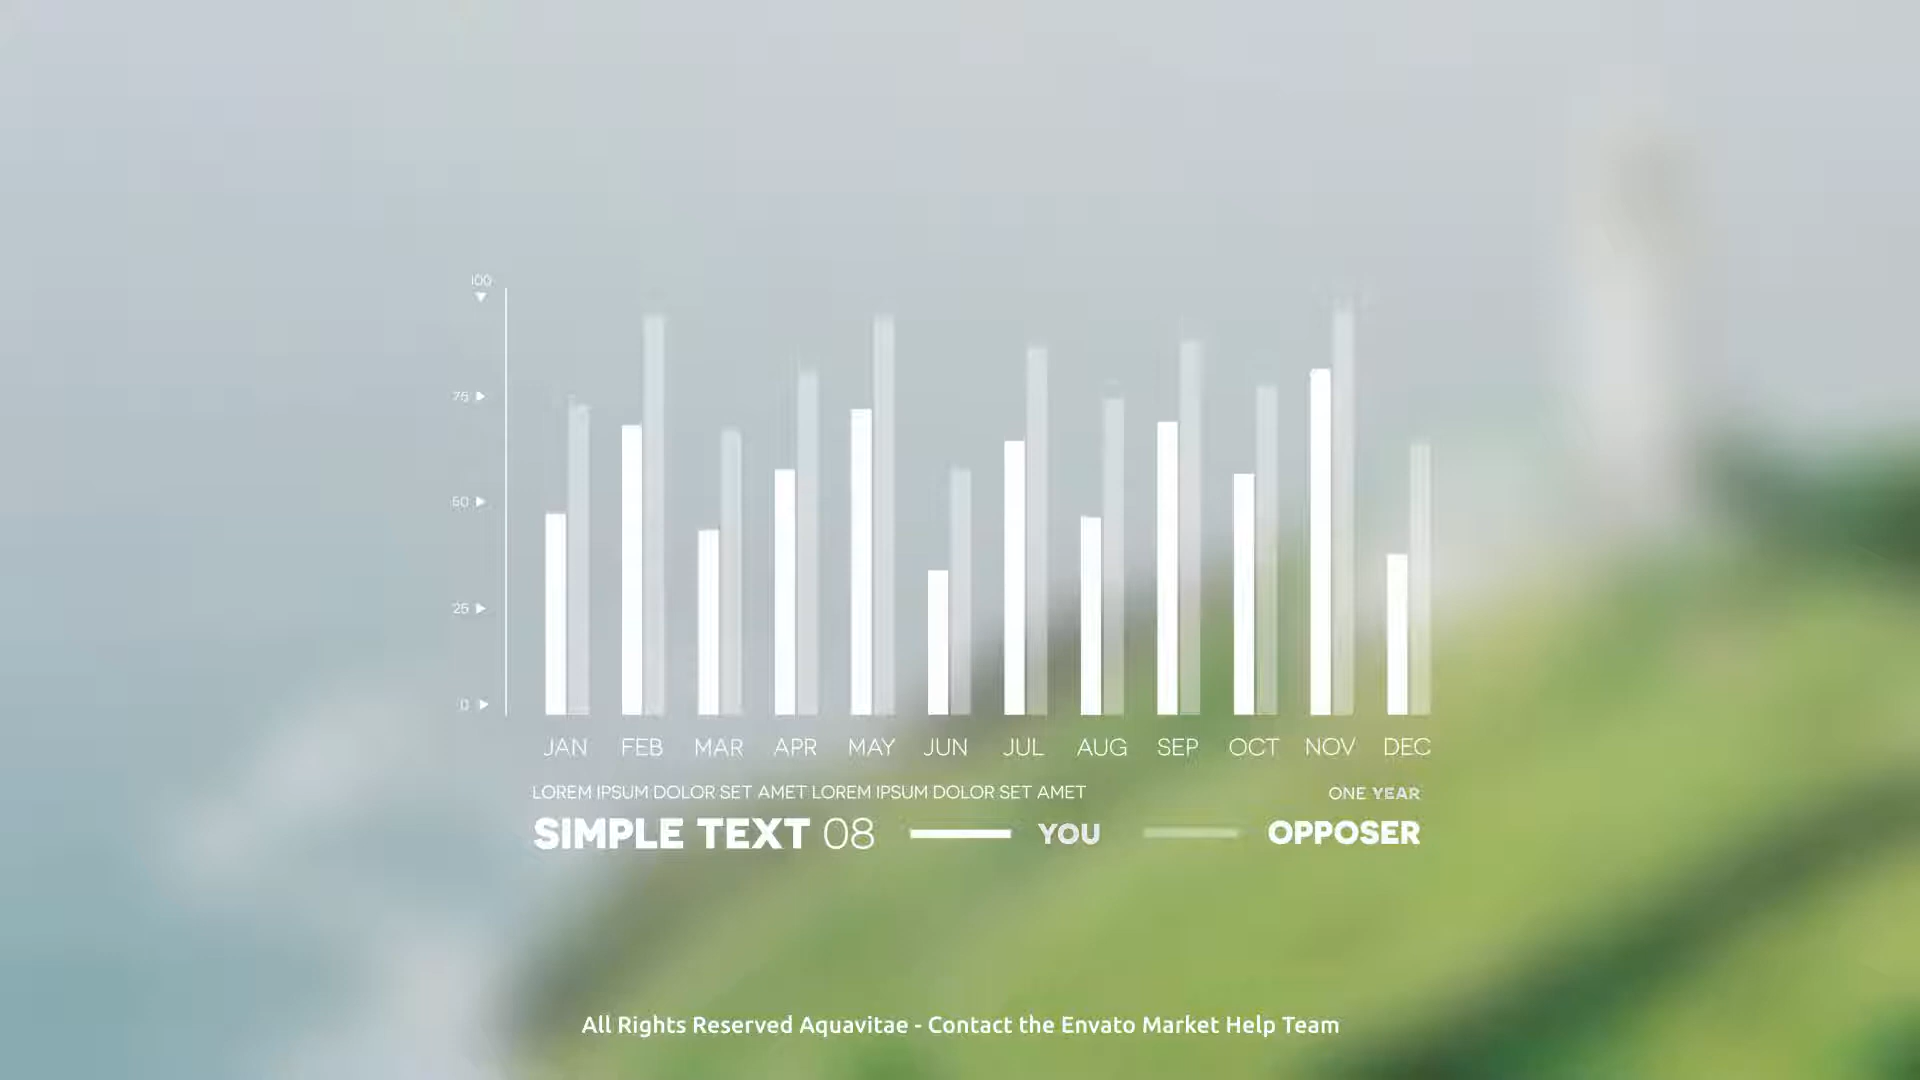 100
75
50
25
0
JAN FEB MAR APR MAY JUN JUL AUG SEP OCT NOV DEC
LOREM IPSUM DOLOR SET AMET LOREM IPSUM DOLOR SET AMET
ONE YEAR
SIMPLE TEXT 08
YOU
OPPOSER
All Rights Reserved Aquavitae - Contact the Envato Market Help Team